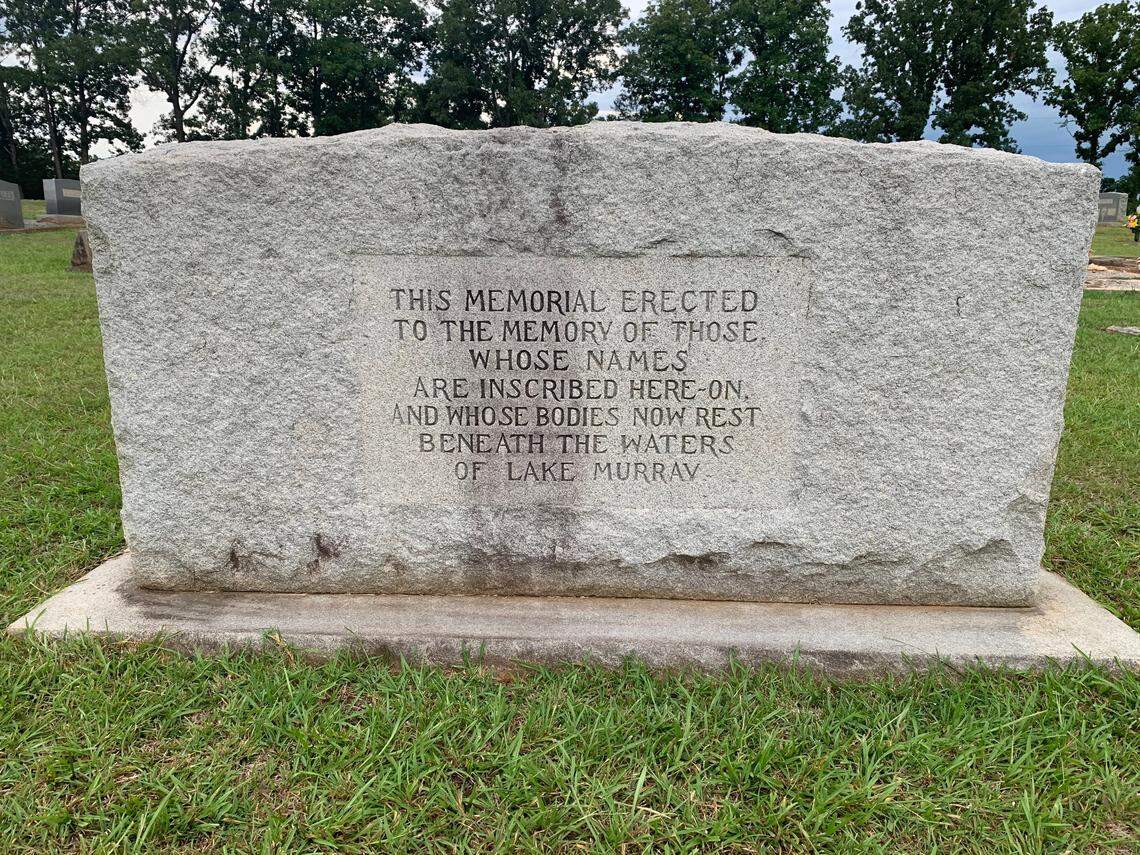 THIS MEMORIAL ERECTED
TO THE MEMORY OF THOSE
WHOSE NAMES
ARE INSCRIBED HERE-ON,
AND WHOSE BODIES NOW REST
BENEATH THE WATERS
OF LAKE MURRAY